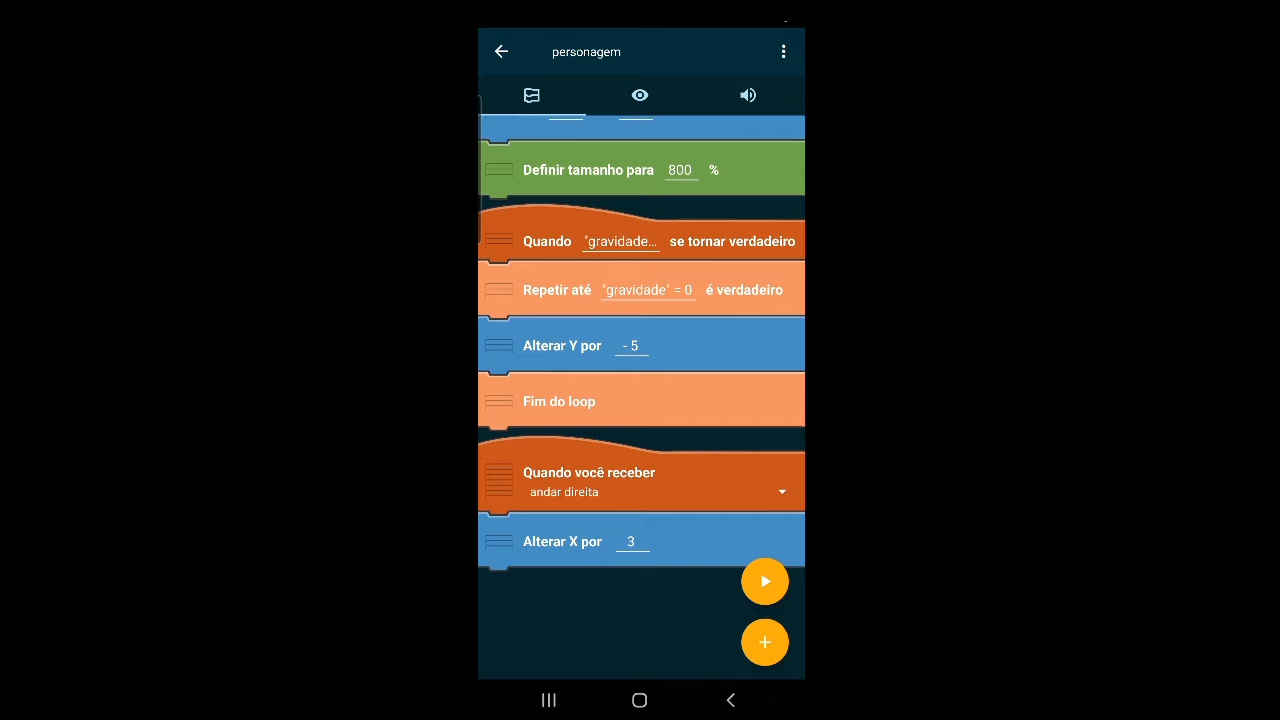 personagem
Definir tamanho para 800 %
Quando "gravidade... se tornar verdadeiro
Repetir até "gravidade" = 0 é verdadeiro
Alterar Y por - 5
Fim do loop
Quando você receber
andar direita
Alterar X por 3